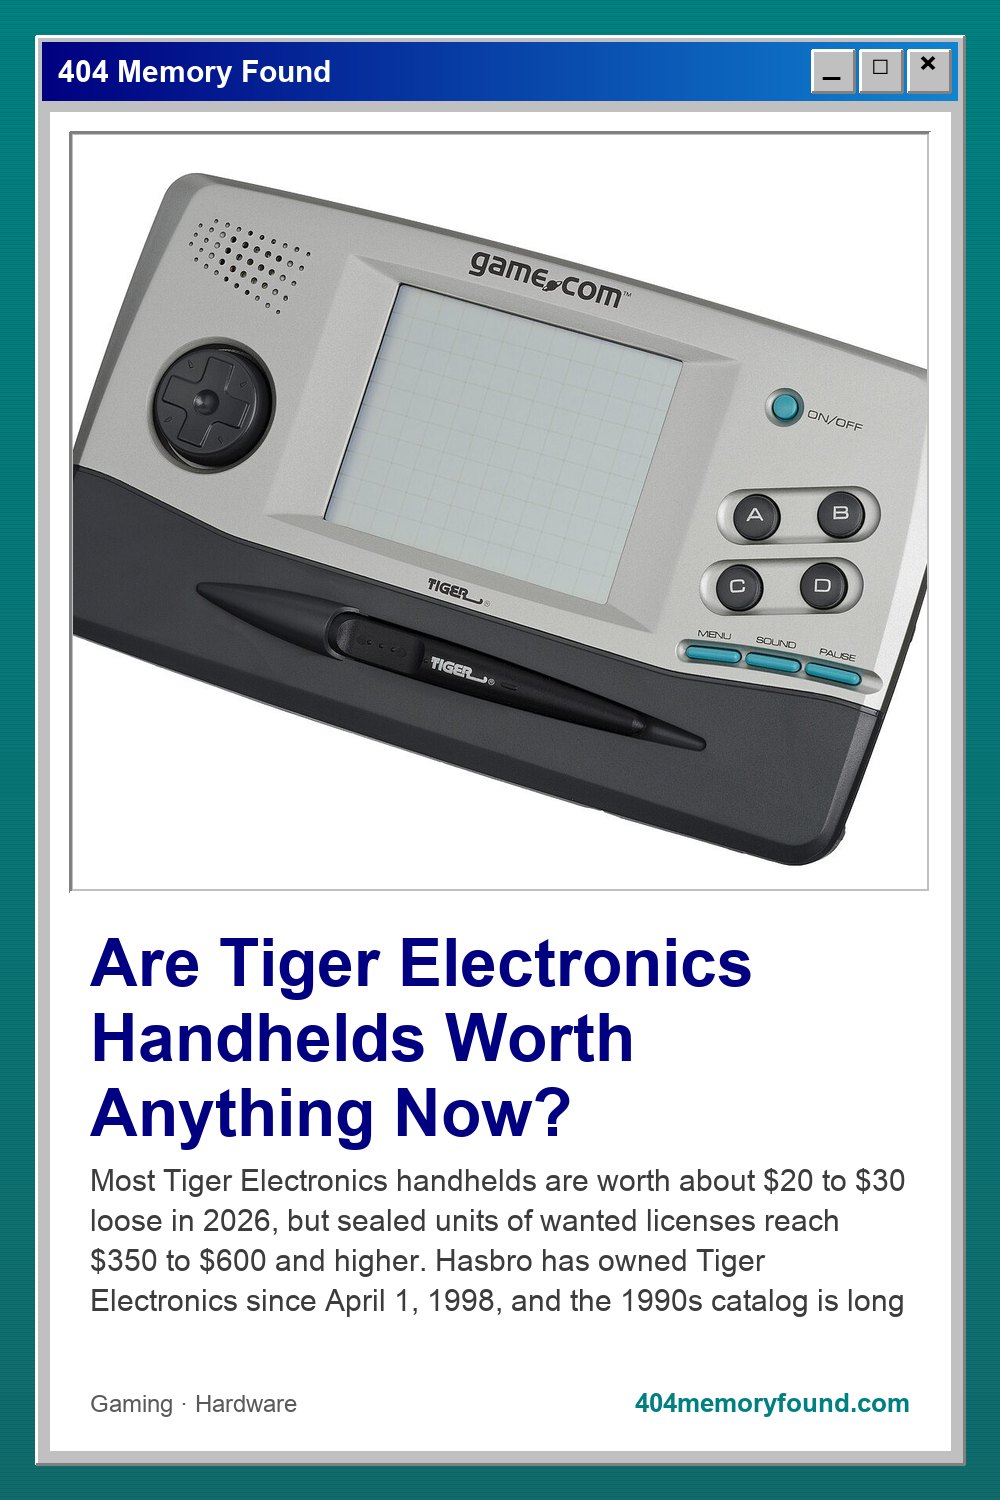 404 Memory Found
game.com™
ON/OFF
A B
C D
MENU SOUND PAUSE
TIGER®
TIGER®
Are Tiger Electronics
Handhelds Worth
Anything Now?
Most Tiger Electronics handhelds are worth about $20 to $30
loose in 2026, but sealed units of wanted licenses reach
$350 to $600 and higher. Hasbro has owned Tiger
Electronics since April 1, 1998, and the 1990s catalog is long
Gaming · Hardware
404memoryfound.com